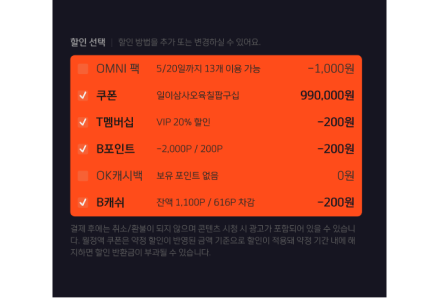 할인 선택 | 할인 방법을 추가 또는 변경하실 수 있어요.
OMNI 팩 5/20일까지 13개 이용 가능 -1,000원
쿠폰 일이삼사오육칠팔구십 990,000원
T멤버십 VIP 20% 할인 -200원
B포인트 -2,000P / 200P -200원
OK캐시백 보유 포인트 없음 0원
B캐쉬 잔액 1,100P / 616P 차감 -200원
결제 후에는 취소/환불이 되지 않으며 콘텐츠 시청 시 광고가 포함되어 있을 수 있습니
다. 월정액 쿠폰은 약정 할인이 반영된 금액 기준으로 할인이 적용돼 약정 기간 내에 해
지하면 할인 반환금이 부과될 수 있습니다.